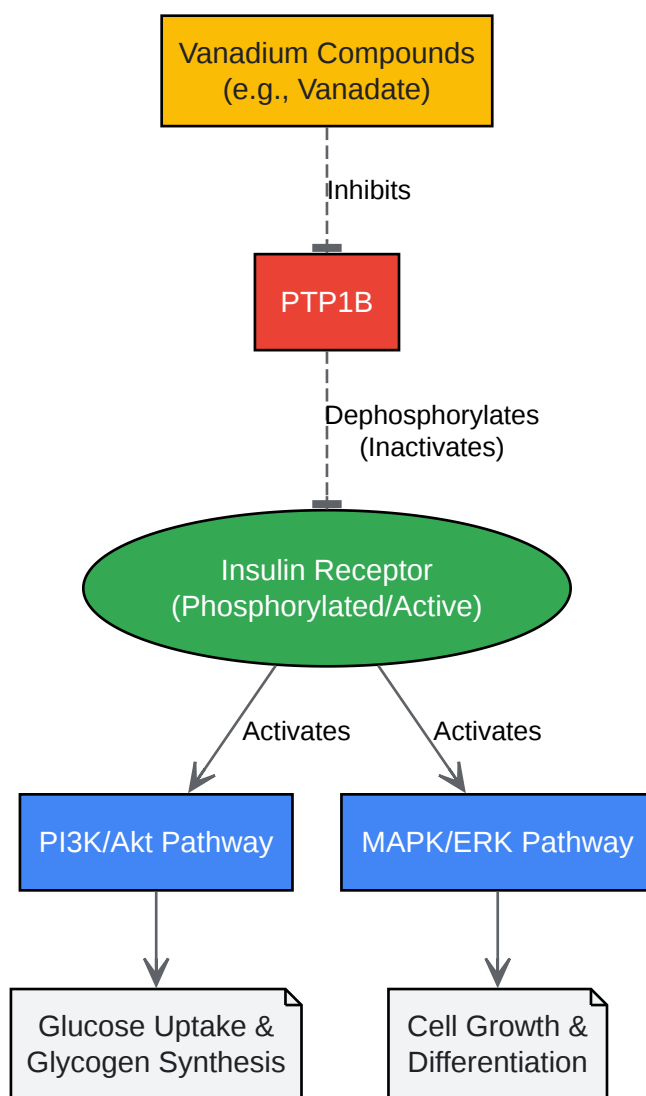 Vanadium Compounds
(e.g., Vanadate)
Inhibits
PTP1B
Dephosphorylates
(Inactivates)
Insulin Receptor
(Phosphorylated/Active)
Activates
Activates
PI3K/Akt Pathway
MAPK/ERK Pathway
Glucose Uptake &
Glycogen Synthesis
Cell Growth &
Differentiation